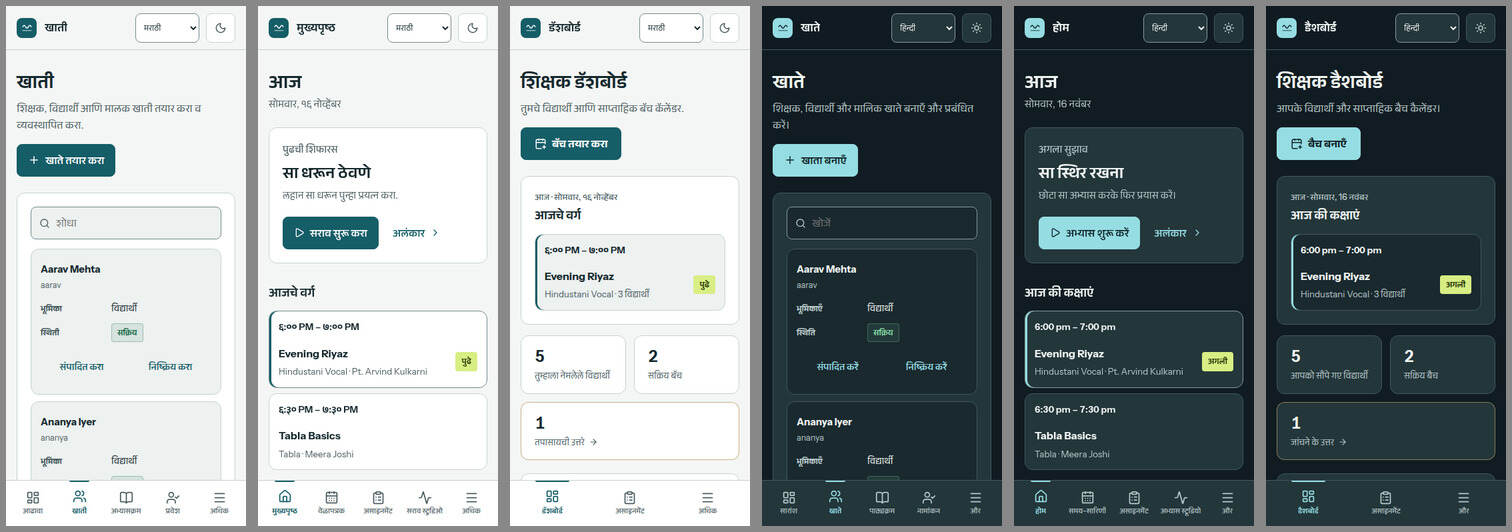 खाती
मराठी
खाती
शिक्षक, विद्यार्थी आणि मालक खाती तयार करा व
व्यवस्थापित करा.
खाते तयार करा
शोधा
Aarav Mehta
aarav
भूमिका विद्यार्थी
स्थिती सक्रिय
संपादित करा निष्क्रिय करा
Ananya Iyer
ananya
भूमिका विद्यार्थी
आढावा खाती अभ्यासक्रम प्रवेश अधिक
मुख्यपृष्ठ
मराठी
आज
सोमवार, १६ नोव्हेंबर
पुढची शिफारस
सा धरून ठेवणे
लहान सा धरून पुन्हा प्रयत्न करा.
सराव सुरू करा अलंकार
आजचे वर्ग
६:०० PM – ७:०० PM
Evening Riyaz
Hindustani Vocal · Pt. Arvind Kulkarni
पुढे
६:३० PM – ७:३० PM
Tabla Basics
Tabla · Meera Joshi
मुख्यपृष्ठ वेळापत्रक असाइनमेंट सराव स्टुडिओ अधिक
डॅशबोर्ड
मराठी
शिक्षक डॅशबोर्ड
तुमचे विद्यार्थी आणि साप्ताहिक बॅच कॅलेंडर.
बॅच तयार करा
आज · सोमवार, १६ नोव्हेंबर
आजचे वर्ग
६:०० PM – ७:०० PM
Evening Riyaz
Hindustani Vocal · 3 विद्यार्थी
पुढे
5
तुम्हाला नेमलेले विद्यार्थी
2
सक्रिय बॅच
1
तपासायची उत्तरे →
डॅशबोर्ड असाइनमेंट अधिक
खाते
हिन्दी
खाते
शिक्षक, विद्यार्थी और मालिक खाते बनाएँ और प्रबंधित
करें।
खाता बनाएँ
खोजें
Aarav Mehta
aarav
भूमिकाएँ विद्यार्थी
स्थिति सक्रिय
संपादित करें निष्क्रिय करें
Ananya Iyer
ananya
भूमिकाएँ विद्यार्थी
सारांश खाते पाठ्यक्रम नामांकन और
होम
हिन्दी
आज
सोमवार, 16 नवंबर
अगला सुझाव
सा स्थिर रखना
छोटा सा अभ्यास करके फिर प्रयास करें।
अभ्यास शुरू करें अलंकार
आज की कक्षाएं
6:00 pm – 7:00 pm
Evening Riyaz
Hindustani Vocal · Pt. Arvind Kulkarni
अगली
6:30 pm – 7:30 pm
Tabla Basics
Tabla · Meera Joshi
होम समय-सारिणी असाइनमेंट अभ्यास स्टूडियो और
डैशबोर्ड
हिन्दी
शिक्षक डैशबोर्ड
आपके विद्यार्थी और साप्ताहिक बैच कैलेंडर।
बैच बनाएँ
आज · सोमवार, 16 नवंबर
आज की कक्षाएं
6:00 pm – 7:00 pm
Evening Riyaz
Hindustani Vocal · 3 विद्यार्थी
अगली
5
आपको सौंपे गए विद्यार्थी
2
सक्रिय बैच
1
जांचने के उत्तर →
डैशबोर्ड असाइनमेंट और